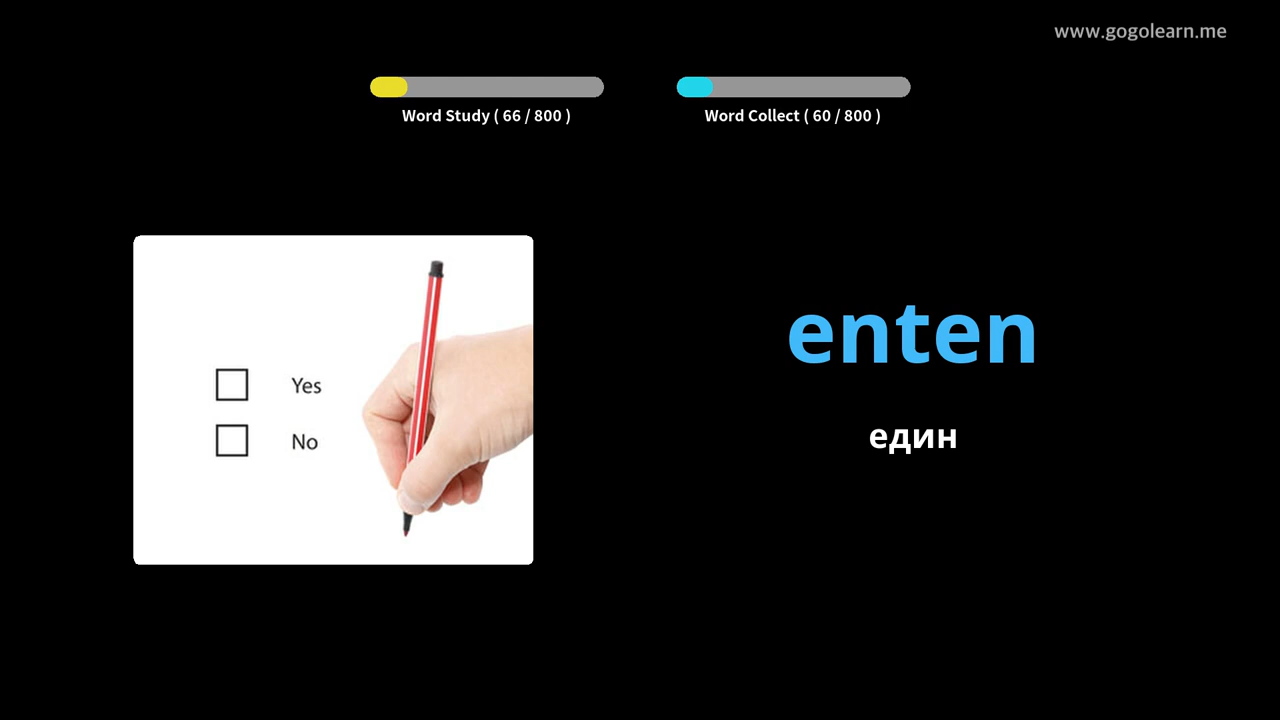 www.gogolearn.me
Word Study ( 66 / 800 )
Word Collect ( 60 / 800 )
Yes
No
enten
един